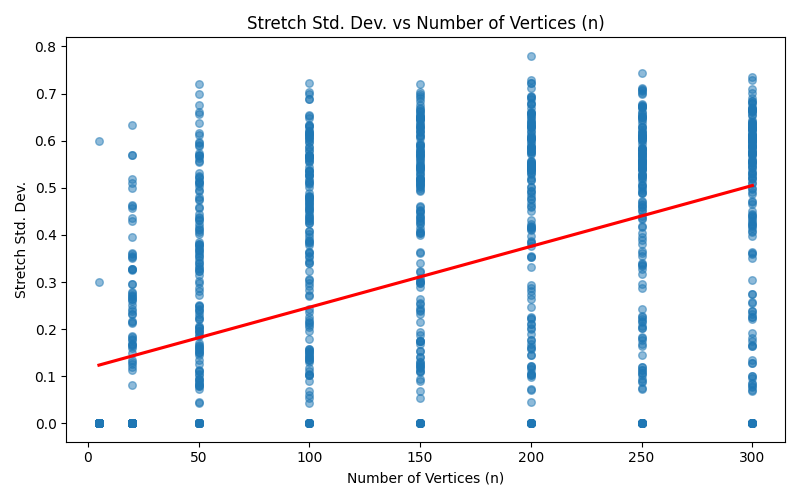 Stretch Std. Dev. vs Number of Vertices (n)
Stretch Std. Dev.
0.8
0.7
0.6
0.5
0.4
0.3
0.2
0.1
0.0
0 50 100 150 200 250 300
Number of Vertices (n)